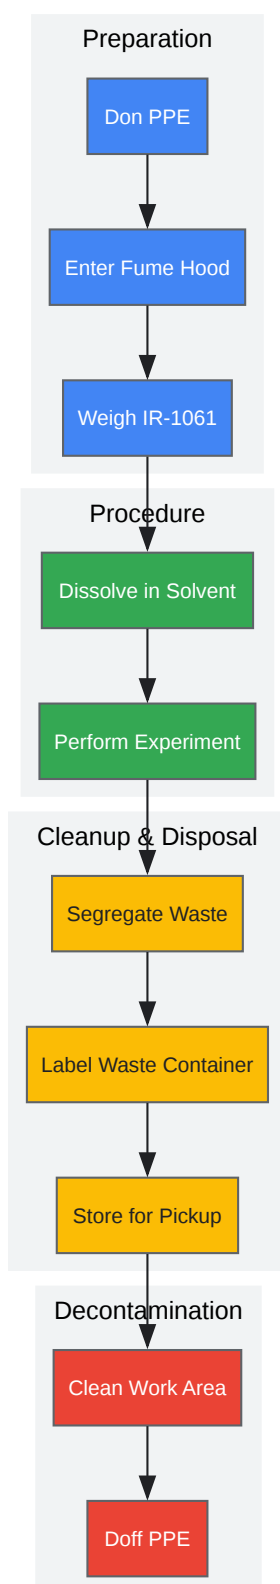 Preparation
Don PPE
Enter Fume Hood
Weigh IR-1061
Procedure
Dissolve in Solvent
Perform Experiment
Cleanup & Disposal
Segregate Waste
Label Waste Container
Store for Pickup
Decontamination
Clean Work Area
Doff PPE